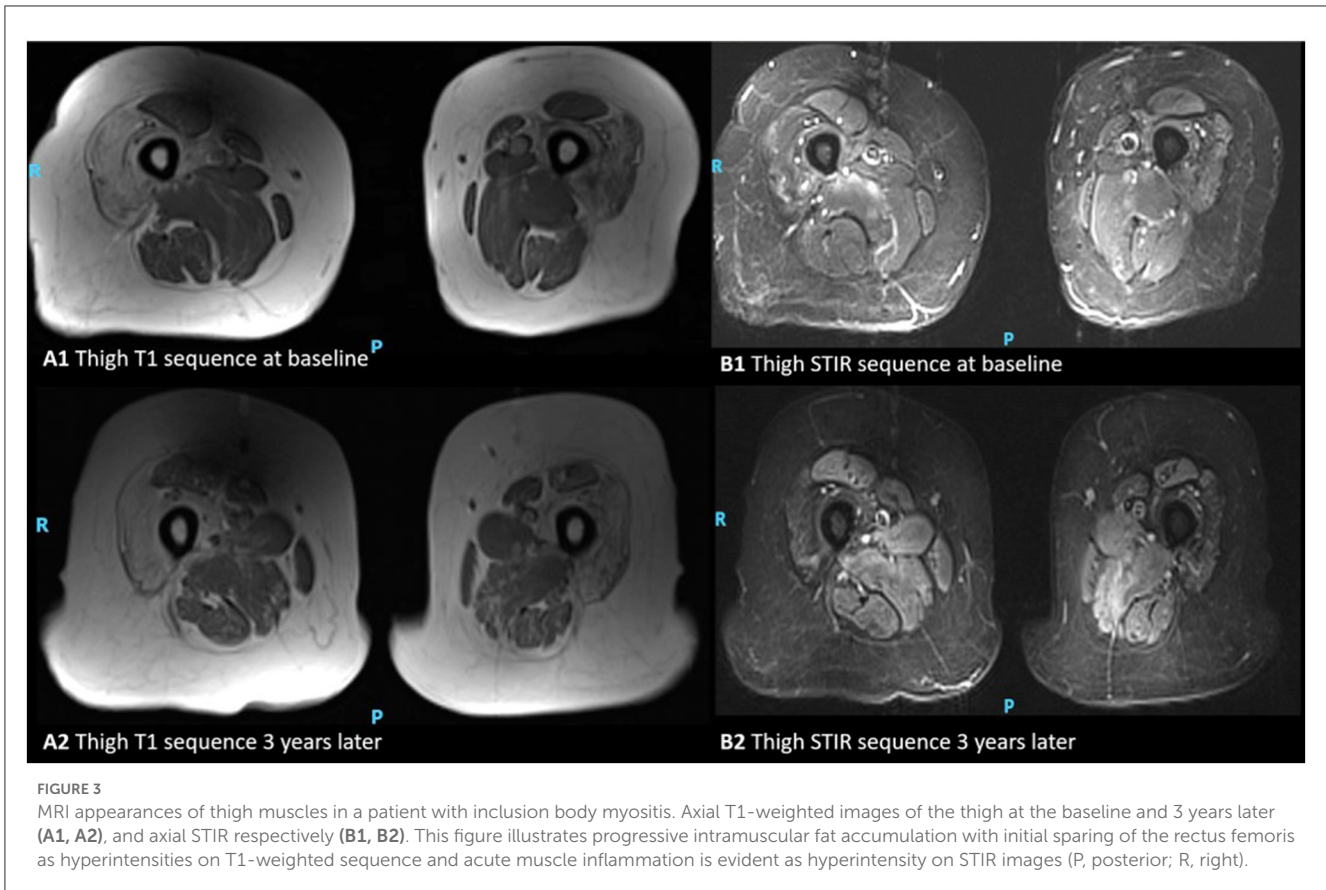 R
R
P
P
A1 Thigh T1 sequence at baseline
B1 Thigh STIR sequence at baseline
R
R
P
P
A2 Thigh T1 sequence 3 years later
B2 Thigh STIR sequence 3 years later
FIGURE 3
MRI appearances of thigh muscles in a patient with inclusion body myositis. Axial T1-weighted images of the thigh at the baseline and 3 years later
(A1, A2), and axial STIR respectively (B1, B2). This figure illustrates progressive intramuscular fat accumulation with initial sparing of the rectus femoris
as hyperintensities on T1-weighted sequence and acute muscle inflammation is evident as hyperintensity on STIR images (P, posterior; R, right).